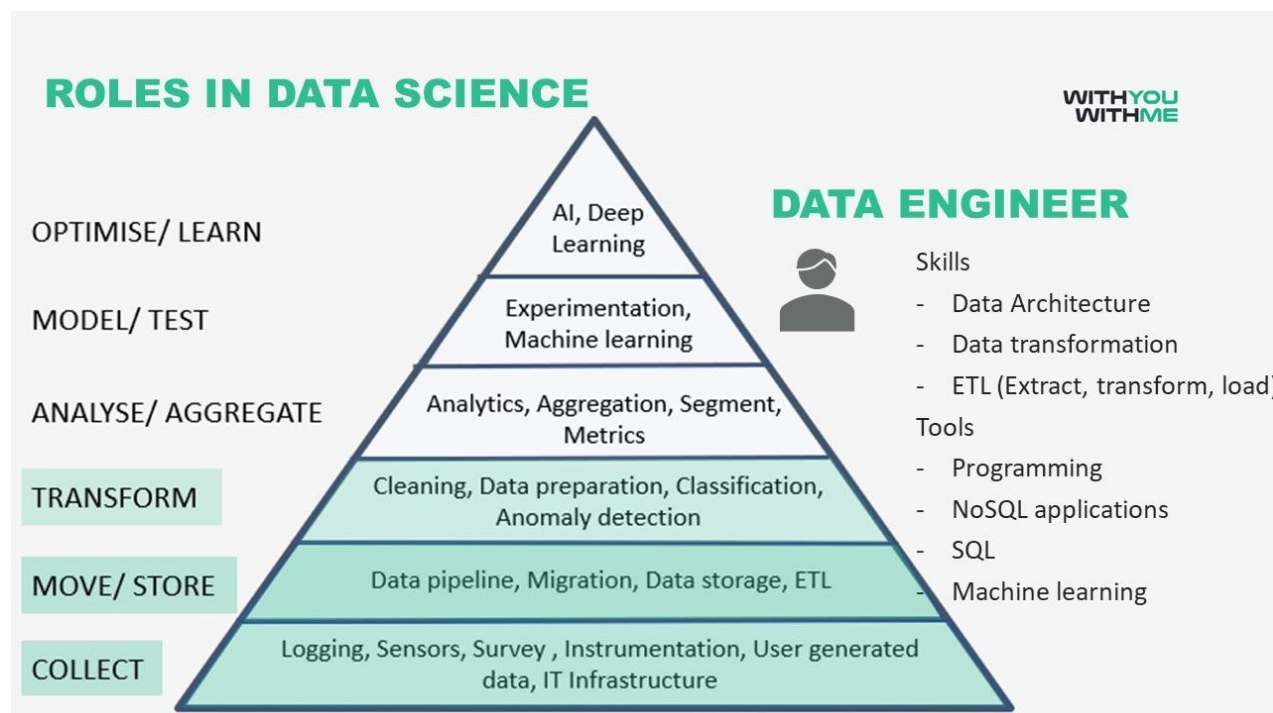 ROLES IN DATA SCIENCE
WITHYOU
WITHME
OPTIMISE/ LEARN
AI, Deep
Learning
MODEL/ TEST
Experimentation,
Machine learning
ANALYSE/ AGGREGATE
Analytics, Aggregation, Segment,
Metrics
TRANSFORM
Cleaning, Data preparation, Classification,
Anomaly detection
MOVE/ STORE
Data pipeline, Migration, Data storage, ETL
COLLECT
Logging, Sensors, Survey , Instrumentation, User generated
data, IT Infrastructure
DATA ENGINEER
Skills
- Data Architecture
- Data transformation
- ETL (Extract, transform, load)
Tools
- Programming
- NoSQL applications
- SQL
- Machine learning